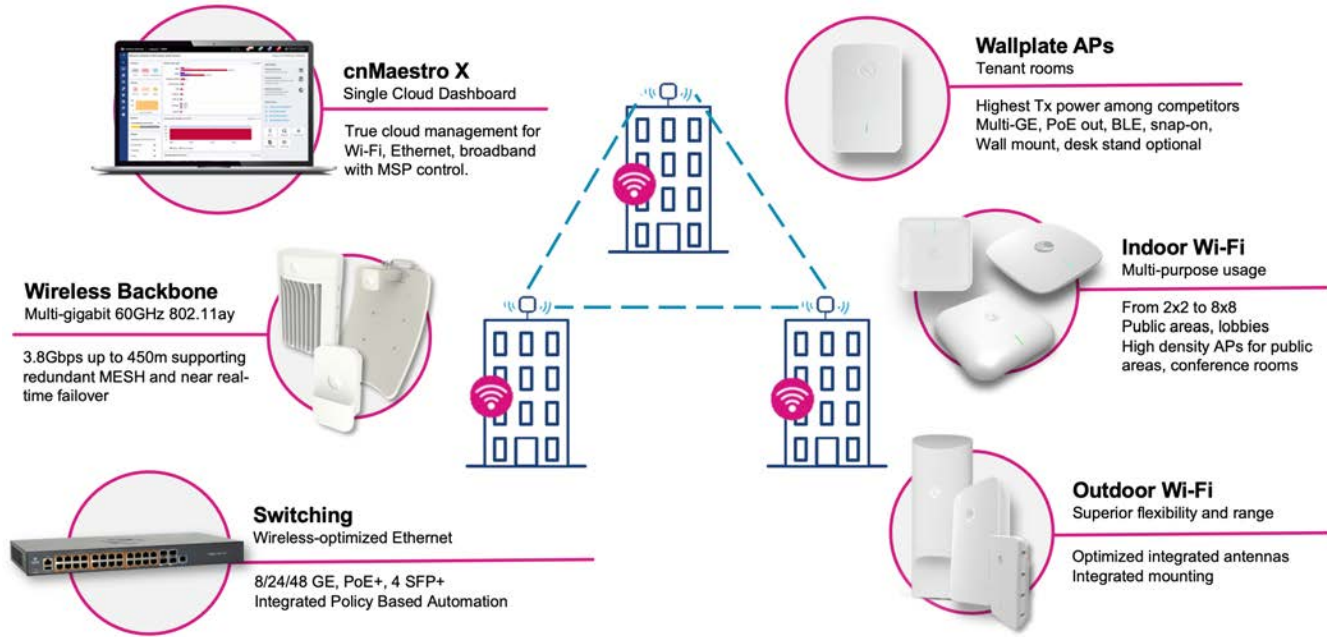 cnMaestro X
Single Cloud Dashboard
True cloud management for
Wi-Fi, Ethernet, broadband
with MSP control.
Wireless Backbone
Multi-gigabit 60GHz 802.11ay
3.8Gbps up to 450m supporting
redundant MESH and near real-
time failover
Switching
Wireless-optimized Ethernet
8/24/48 GE, PoE+, 4 SFP+
Integrated Policy Based Automation
Wallplate APs
Tenant rooms
Highest Tx power among competitors
Multi-GE, PoE out, BLE, snap-on,
Wall mount, desk stand optional
Indoor Wi-Fi
Multi-purpose usage
From 2x2 to 8x8
Public areas, lobbies
High density APs for public
areas, conference rooms
Outdoor Wi-Fi
Superior flexibility and range
Optimized integrated antennas
Integrated mounting